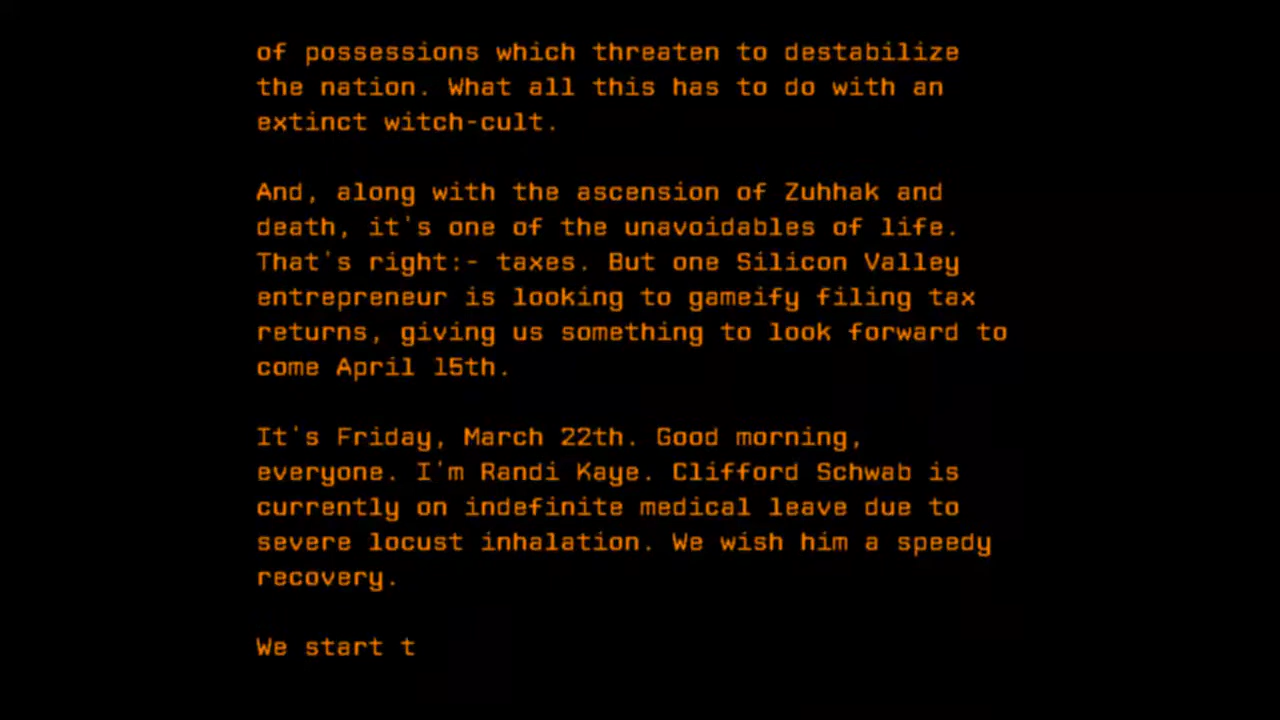 of possessions which threaten to destabilize
the nation. What all this has to do with an
extinct witch-cult.
And, along with the ascension of Zuhhak and
death, it's one of the unavoidables of life.
That's right:- taxes. But one Silicon Valley
entrepreneur is looking to gameify filing tax
returns, giving us something to look forward to
come April 15th.
It's Friday, March 22th. Good morning,
everyone. I'm Randi Kaye. Clifford Schwab is
currently on indefinite medical leave due to
severe locust inhalation. We wish him a speedy
recovery.
We start t